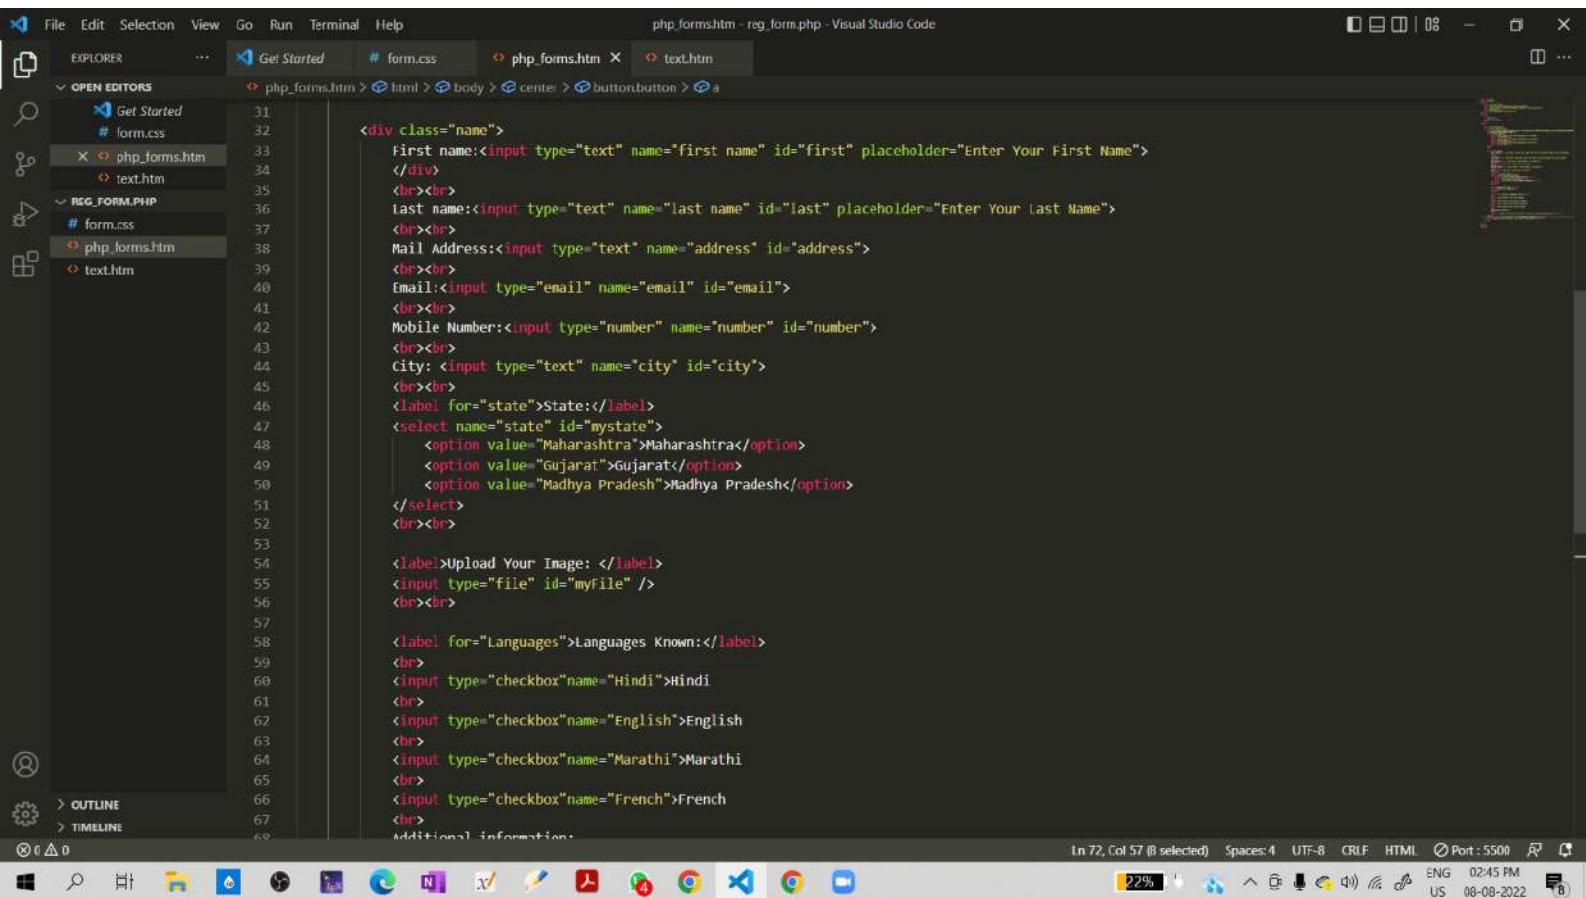 File Edit Selection View Go Run Terminal Help
php_forms.htm - reg_form.php - Visual Studio Code
EXPLORER
Get Started
# form.css
php_forms.htm
text.htm
OPEN EDITORS
Get Started
# form.css
php_forms.htm
text.htm
REG_FORM.PHP
# form.css
php_forms.htm
text.htm
OUTLINE
TIMELINE
php_forms.htm > html > body > center > button.button > a
31
32 <div class="name">
33 First name:<input type="text" name="first name" id="first" placeholder="Enter Your First Name">
34 </div>
35 <br><br>
36 Last name:<input type="text" name="last name" id="last" placeholder="Enter Your Last Name">
37 <br><br>
38 Mail Address:<input type="text" name="address" id="address">
39 <br><br>
40 Email:<input type="email" name="email" id="email">
41 <br><br>
42 Mobile Number:<input type="number" name="number" id="number">
43 <br><br>
44 City: <input type="text" name="city" id="city">
45 <br><br>
46 <label for="state">State:</label>
47 <select name="state" id="mystate">
48 <option value="Maharashtra">Maharashtra</option>
49 <option value="Gujarat">Gujarat</option>
50 <option value="Madhya Pradesh">Madhya Pradesh</option>
51 </select>
52 <br><br>
53
54 <label>Upload Your Image: </label>
55 <input type="file" id="myFile" />
56 <br><br>
57
58 <label for="Languages">Languages Known:</label>
59 <br>
60 <input type="checkbox"name="Hindi">Hindi
61 <br>
62 <input type="checkbox"name="English">English
63 <br>
64 <input type="checkbox"name="Marathi">Marathi
65 <br>
66 <input type="checkbox"name="French">French
67 <br>
68 Additional information:
0 0
Ln 72, Col 57 (8 selected) Spaces: 4 UTF-8 CRLF HTML Port : 5500
22%
ENG US
02:45 PM
08-08-2022